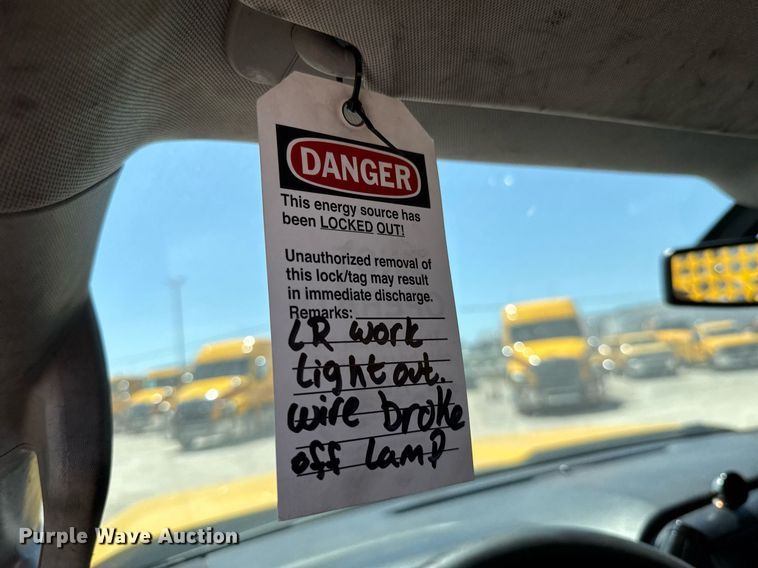 DANGER
This energy source has
been LOCKED OUT!
Unauthorized removal of
this lock/tag may result
in immediate discharge.
Remarks:
LR work
light out.
wire broke
off lamp
Purple Wave Auction